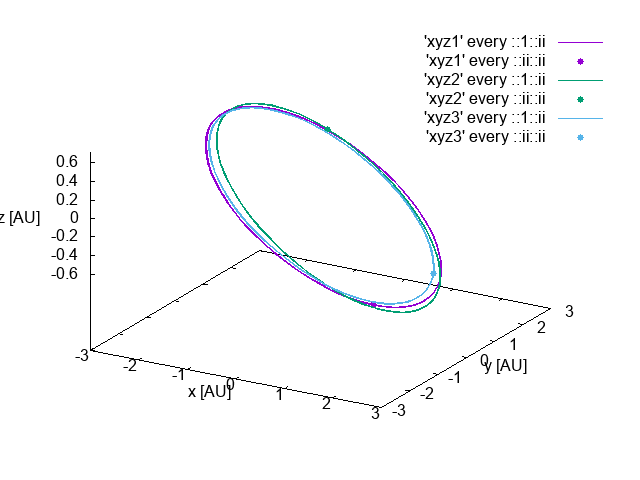 'xyz1' every ::1::ii
'xyz1' every ::ii::ii
'xyz2' every ::1::ii
'xyz2' every ::ii::ii
'xyz3' every ::1::ii
'xyz3' every ::ii::ii
0.6
0.4
0.2
z [AU]
0
-0.2
-0.4
-0.6
-3
-2
-1
0
1
2
3
x [AU]
-3
-2
-1
0
1
2
3
y [AU]